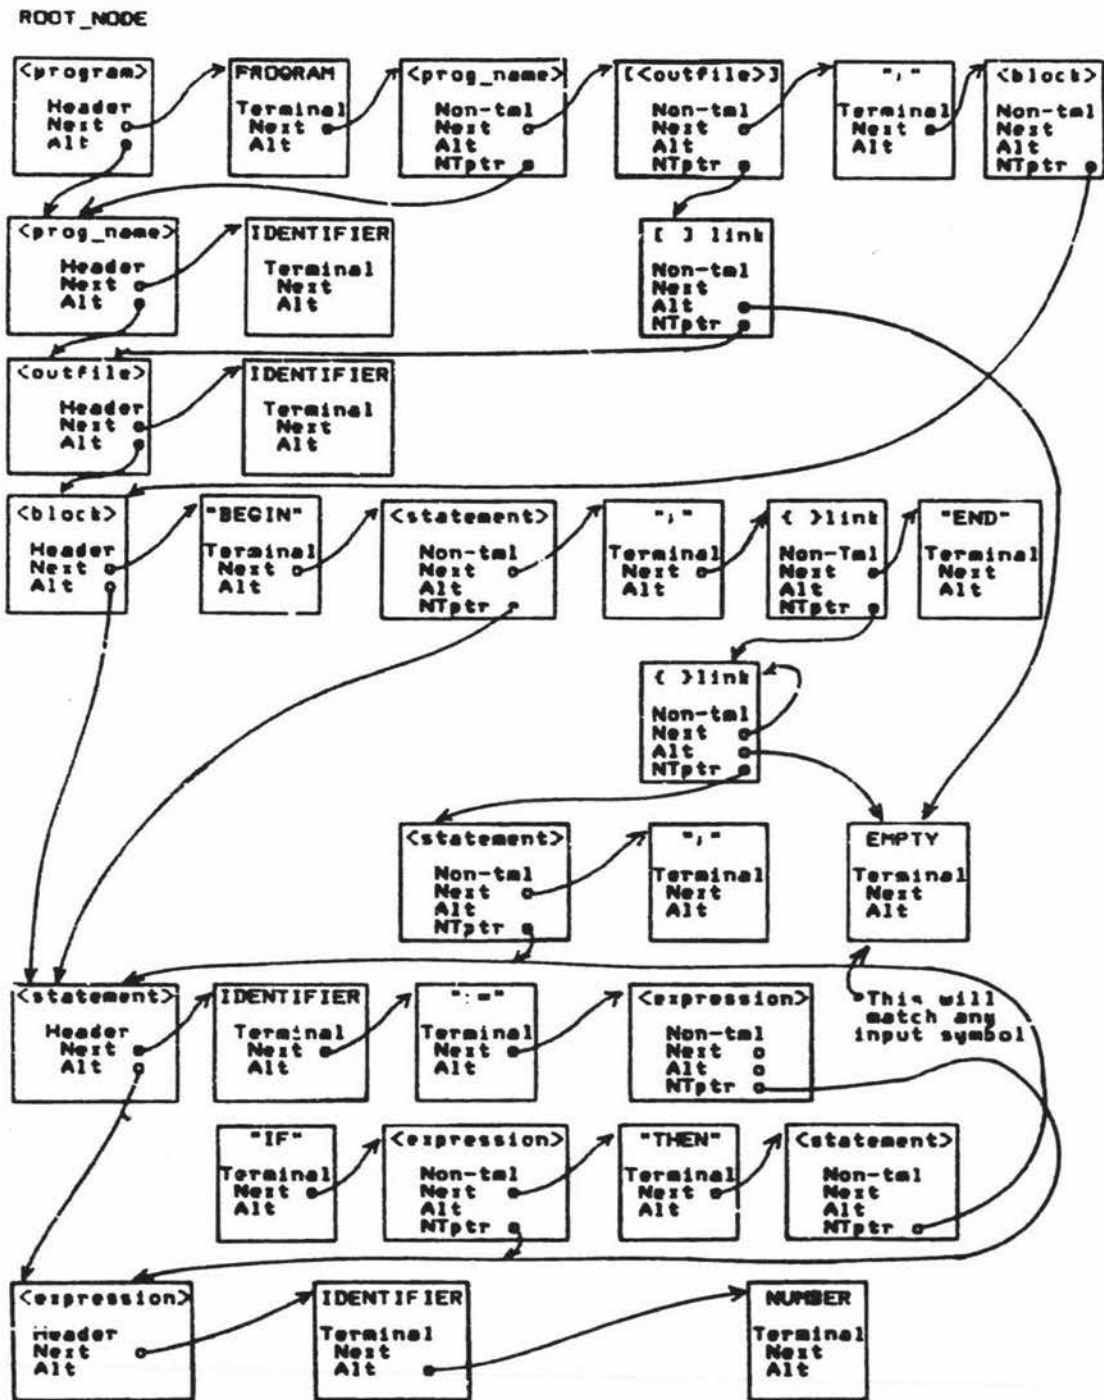 ROOT_NODE
<program>
Header
Next
Alt
PROGRAM
Terminal
Next
Alt
<prog_name>
Non-tml
Next
Alt
NTptr
[<outfile>]
Non-tml
Next
Alt
NTptr
";"
Terminal
Next
Alt
<block>
Non-tml
Next
Alt
NTptr
<prog_name>
Header
Next
Alt
IDENTIFIER
Terminal
Next
Alt
[ ] link
Non-tml
Next
Alt
NTptr
<outfile>
Header
Next
Alt
IDENTIFIER
Terminal
Next
Alt
<block>
Header
Next
Alt
"BEGIN"
Terminal
Next
Alt
<statement>
Non-tml
Next
Alt
NTptr
";"
Terminal
Next
Alt
{ }link
Non-Tml
Next
Alt
NTptr
"END"
Terminal
Next
Alt
{ }link
Non-tml
Next
Alt
NTptr
<statement>
Non-tml
Next
Alt
NTptr
";"
Terminal
Next
Alt
EMPTY
Terminal
Next
Alt
This will
match any
input symbol
<statement>
Header
Next
Alt
IDENTIFIER
Terminal
Next
Alt
":="
Terminal
Next
Alt
<expression>
Non-tml
Next
Alt
NTptr
"IF"
Terminal
Next
Alt
<expression>
Non-tml
Next
Alt
NTptr
"THEN"
Terminal
Next
Alt
<statement>
Non-tml
Next
Alt
NTptr
<expression>
Header
Next
Alt
IDENTIFIER
Terminal
Next
Alt
NUMBER
Terminal
Next
Alt